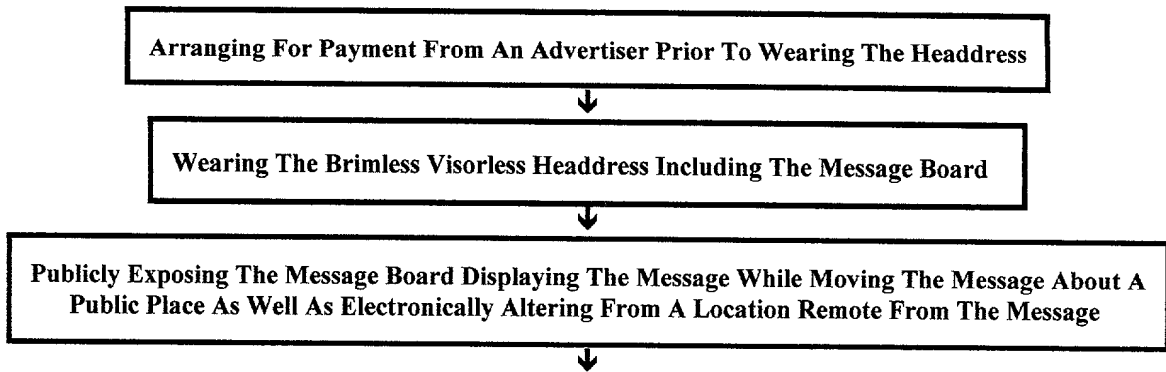 Arranging For Payment From An Advertiser Prior To Wearing The Headdress
Wearing The Brimless Visorless Headdress Including The Message Board
Publicly Exposing The Message Board Displaying The Message While Moving The Message About A
Public Place As Well As Electronically Altering From A Location Remote From The Message